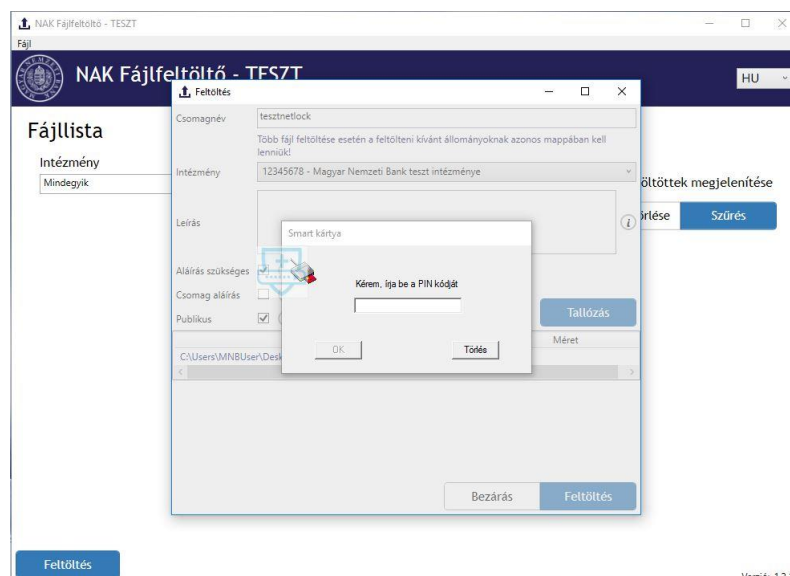 NAK Fájlfeltöltő - TESZT
Fájl
NAK Fájlfeltöltő - TESZT
HU
Fájllista
Intézmény
Mindegyik
öltöttek megjelenítése
örlése
Szűrés
Feltöltés
Csomagnév
tesztnetlock
Több fájl feltöltése esetén a feltölteni kívánt állományoknak azonos mappában kell
lenniük!
Intézmény
12345678 - Magyar Nemzeti Bank teszt intézménye
Leírás
Aláírás szükséges
Csomag aláírás
Publikus
Tallózás
Méret
C:\Users\MNBUser\Desk
Smart kártya
Kérem, írja be a PIN kódját
OK
Törlés
Bezárás
Feltöltés
Feltöltés